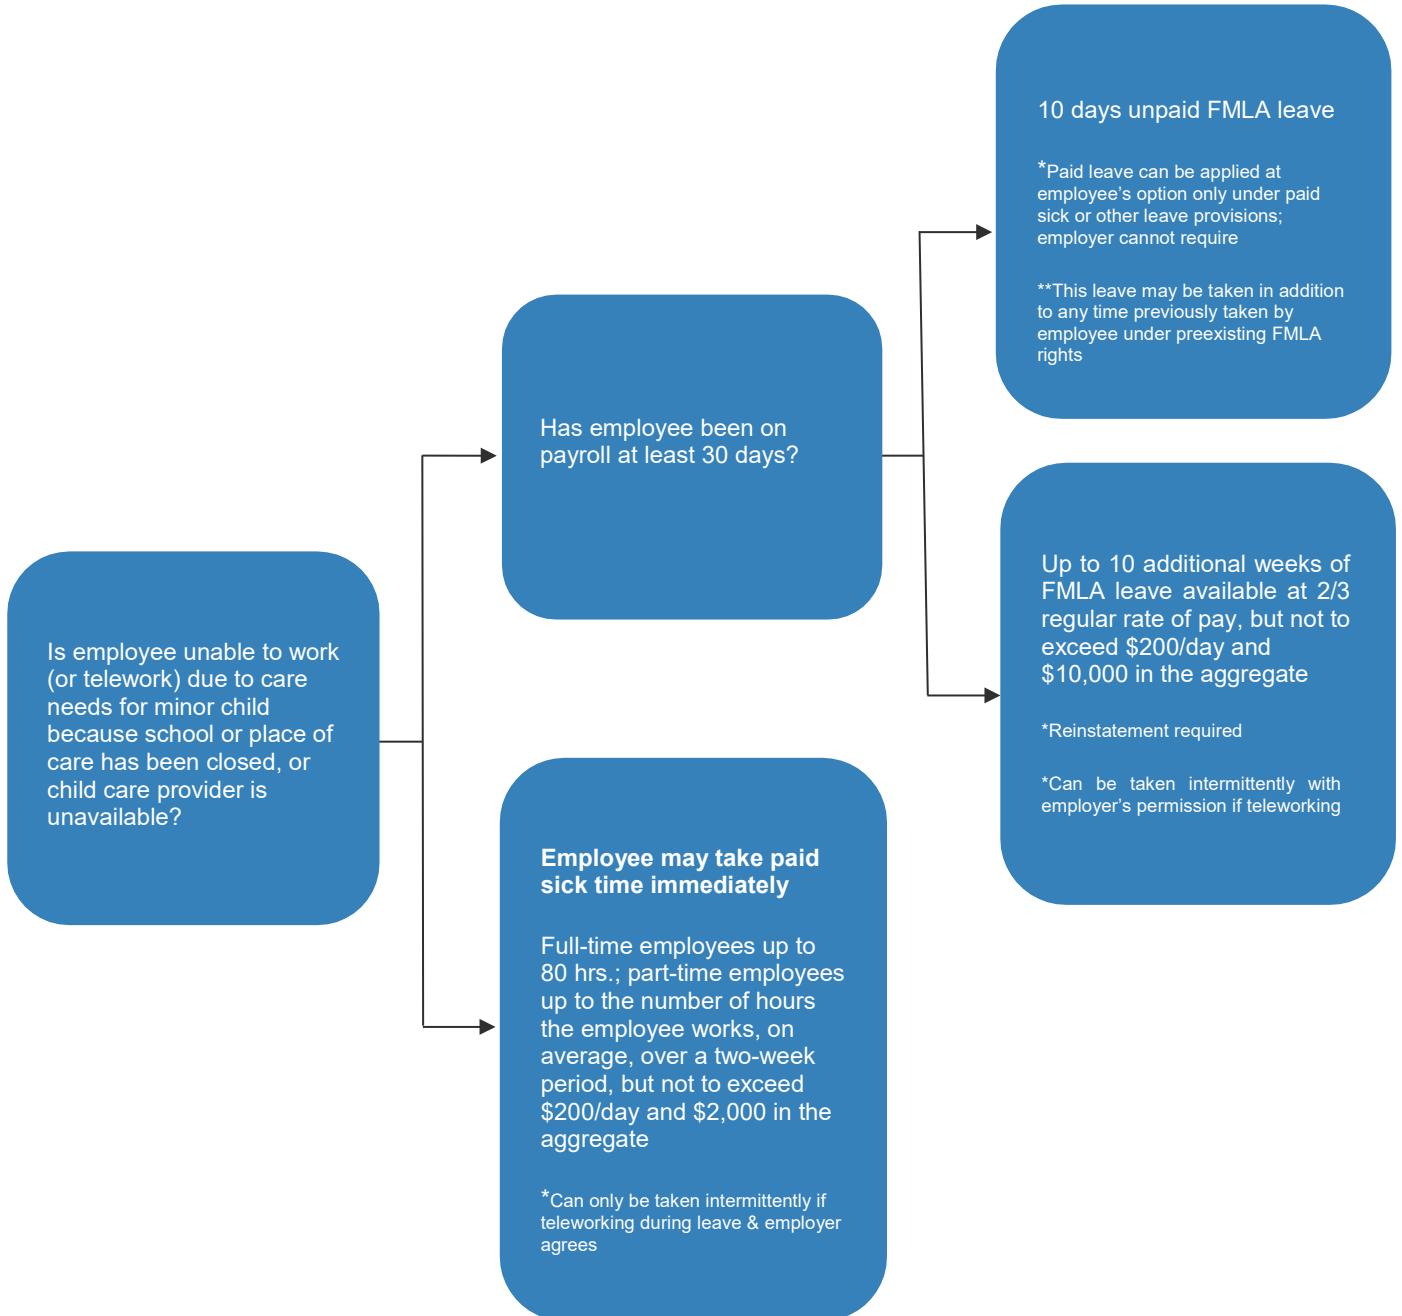 Is employee unable to work
(or telework) due to care
needs for minor child
because school or place of
care has been closed, or
child care provider is
unavailable?
Has employee been on
payroll at least 30 days?
10 days unpaid FMLA leave
*Paid leave can be applied at
employee’s option only under paid
sick or other leave provisions;
employer cannot require
**This leave may be taken in addition
to any time previously taken by
employee under preexisting FMLA
rights
Up to 10 additional weeks of
FMLA leave available at 2/3
regular rate of pay, but not to
exceed $200/day and
$10,000 in the aggregate
*Reinstatement required
*Can be taken intermittently with
employer’s permission if teleworking
Employee may take paid
sick time immediately
Full-time employees up to
80 hrs.; part-time employees
up to the number of hours
the employee works, on
average, over a two-week
period, but not to exceed
$200/day and $2,000 in the
aggregate
*Can only be taken intermittently if
teleworking during leave & employer
agrees